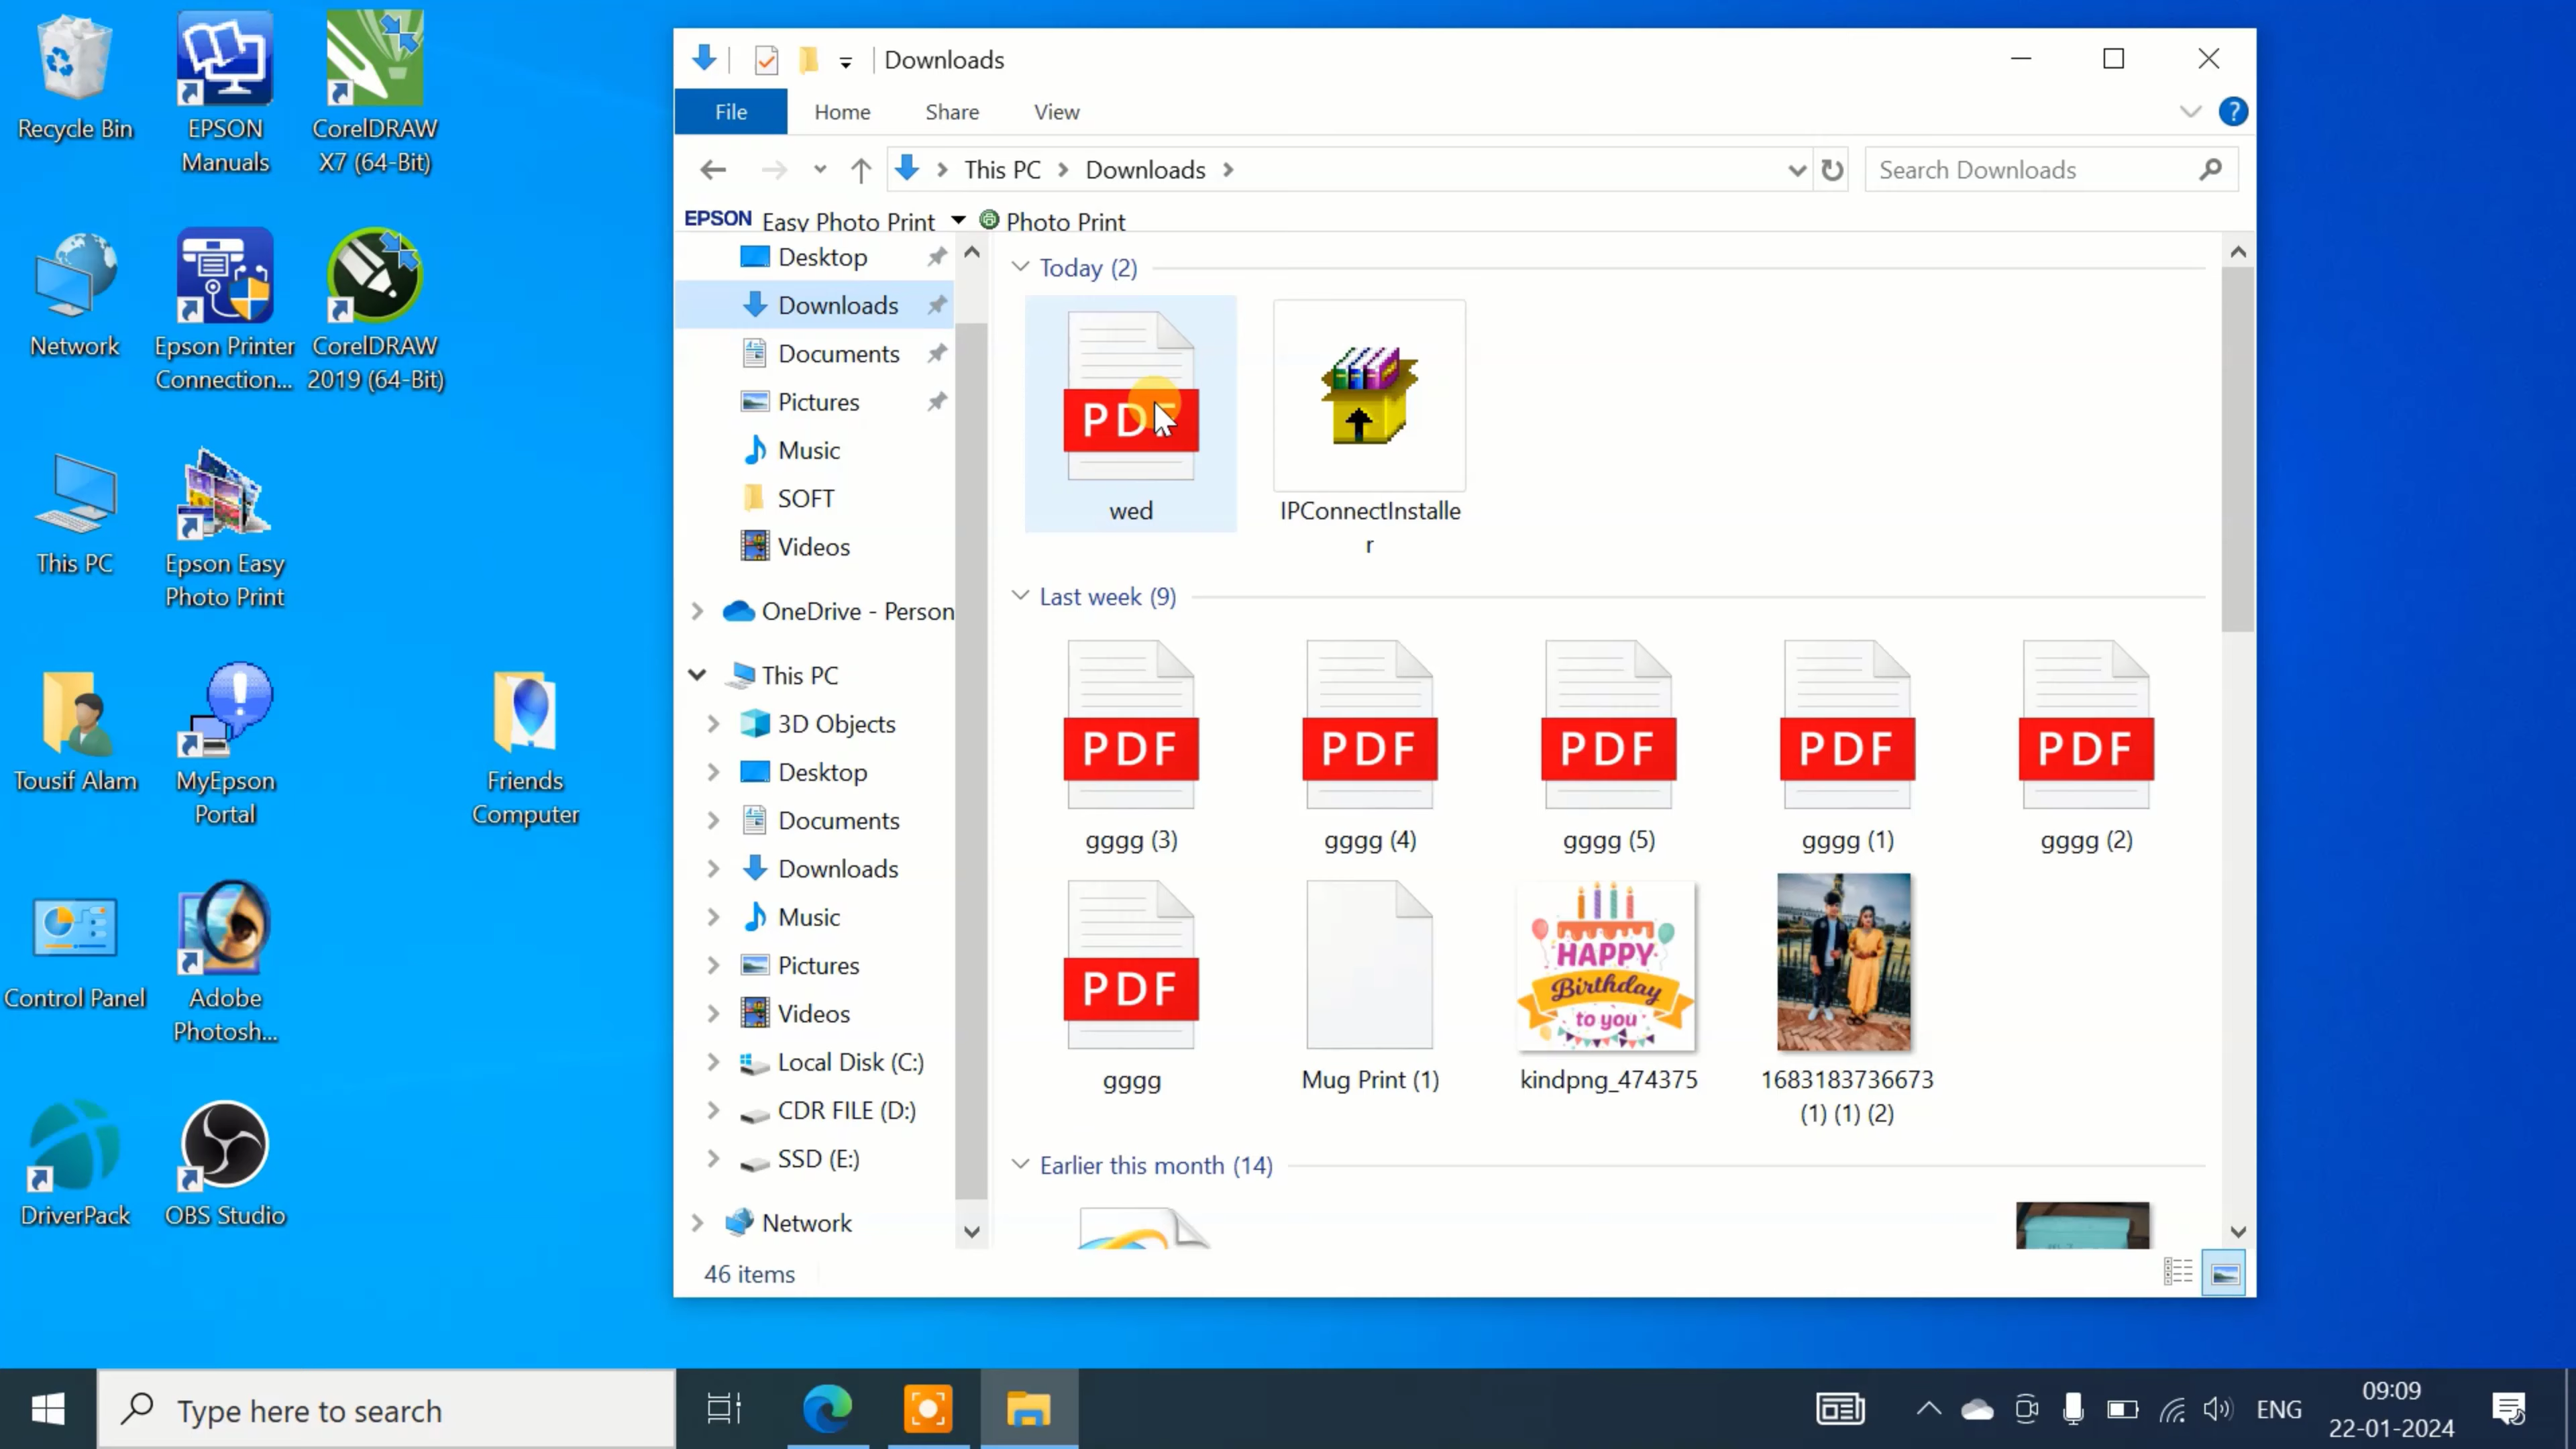 Recycle Bin
EPSON
Manuals
CorelDRAW
X7 (64-Bit)
Network
Epson Printer
Connection...
CorelDRAW
2019 (64-Bit)
This PC
Epson Easy
Photo Print
Tousif Alam
MyEpson
Portal
Friends
Computer
Control Panel
Adobe
Photosh...
DriverPack
OBS Studio
Downloads
File
Home
Share
View
?
This PC
Downloads
Search Downloads
EPSON Easy Photo Print
Photo Print
Desktop
Downloads
Documents
Pictures
Music
SOFT
Videos
OneDrive - Person
This PC
3D Objects
Desktop
Documents
Downloads
Music
Pictures
Videos
Local Disk (C:)
CDR FILE (D:)
SSD (E:)
Network
Today (2)
PDF
wed
IPConnectInstalle
r
Last week (9)
PDF
gggg (3)
PDF
gggg (4)
PDF
gggg (5)
PDF
gggg (1)
PDF
gggg (2)
PDF
gggg
Mug Print (1)
HAPPY
Birthday
to you
kindpng_474375
1683183736673
(1) (1) (2)
Earlier this month (14)
46 items
Type here to search
ENG
09:09
22-01-2024